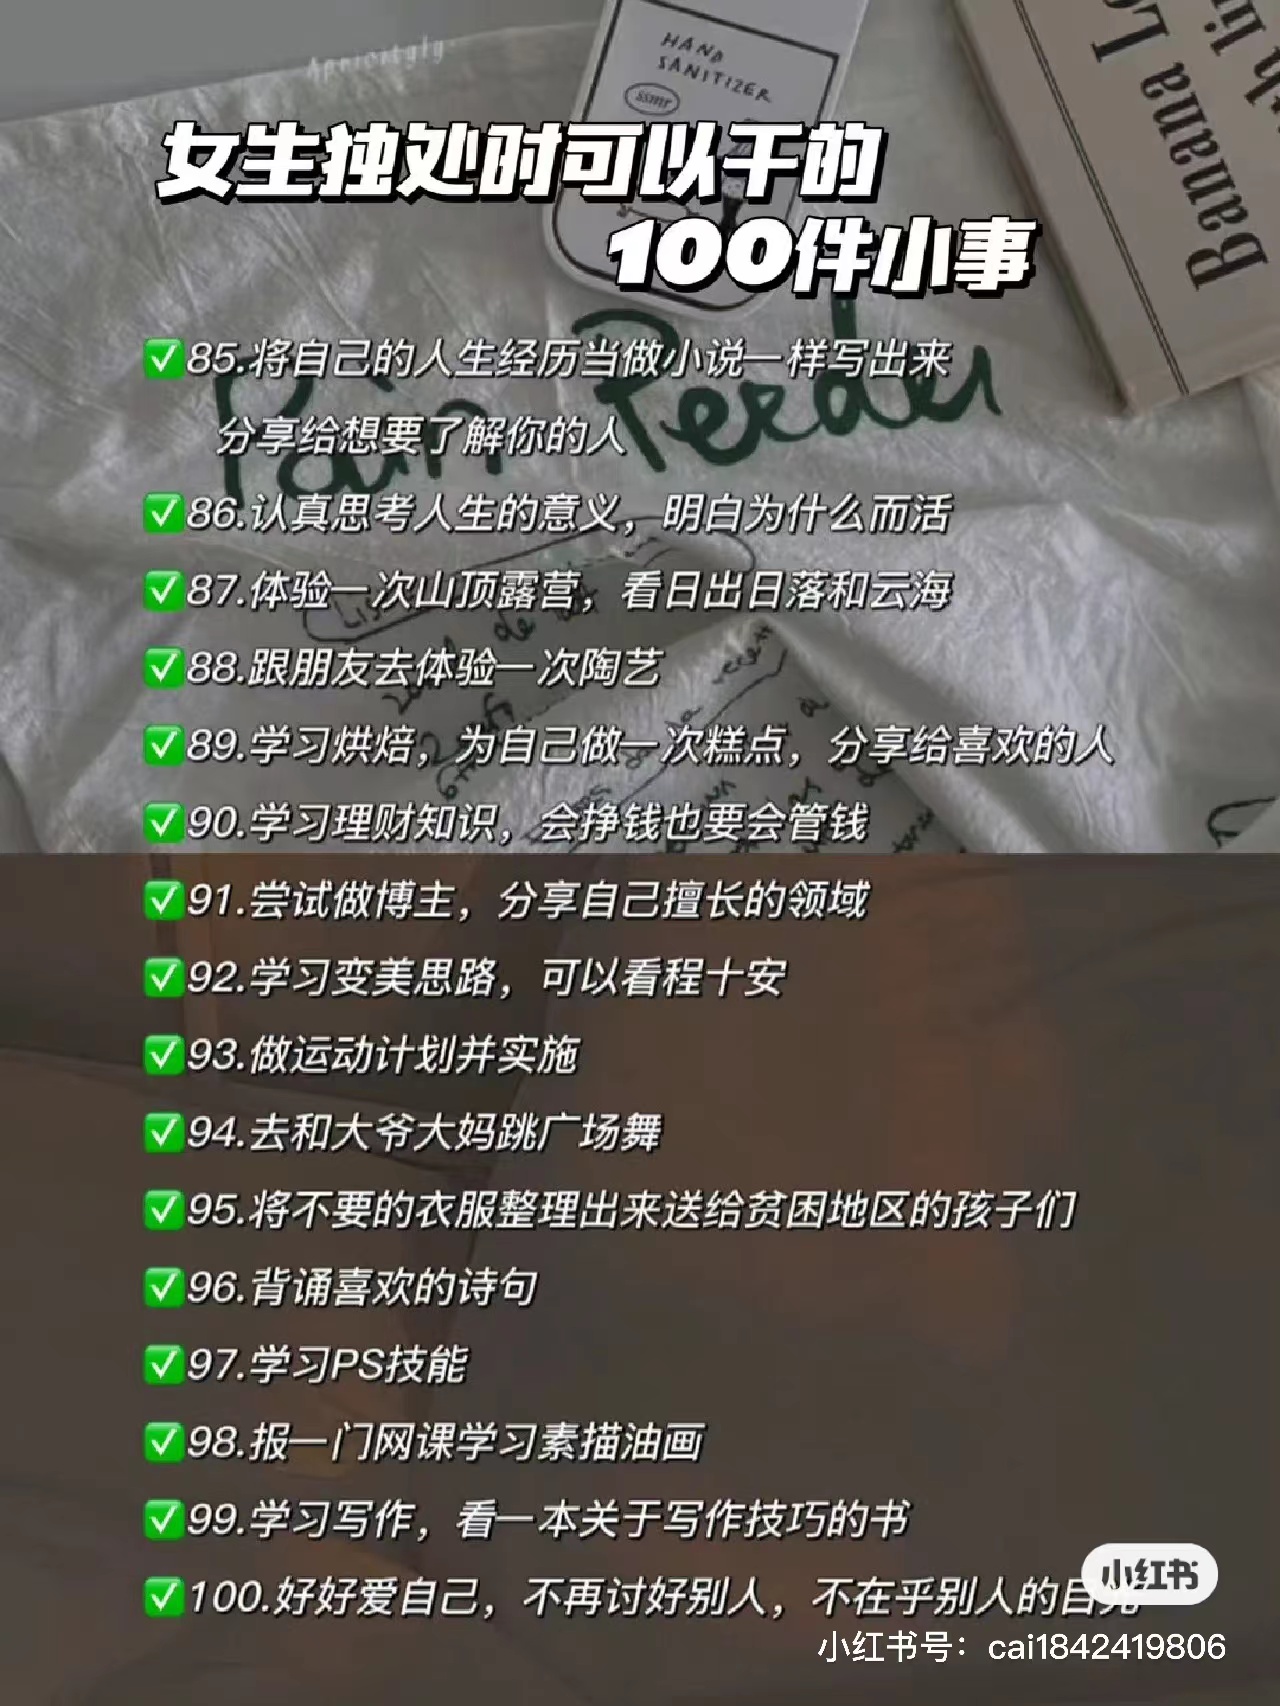 Apricityly
HAND
SANITIZER
ssmr
Banana
女生独处时可以干的
100件小事
Pain Perdu
✅85.将自己的人生经历当做小说一样写出来
分享给想要了解你的人
✅86.认真思考人生的意义，明白为什么而活
✅87.体验一次山顶露营，看日出日落和云海
✅88.跟朋友去体验一次陶艺
✅89.学习烘焙，为自己做一次糕点，分享给喜欢的人
✅90.学习理财知识，会挣钱也要会管钱
✅91.尝试做博主，分享自己擅长的领域
✅92.学习变美思路，可以看程十安
✅93.做运动计划并实施
✅94.去和大爷大妈跳广场舞
✅95.将不要的衣服整理出来送给贫困地区的孩子们
✅96.背诵喜欢的诗句
✅97.学习PS技能
✅98.报一门网课学习素描油画
✅99.学习写作，看一本关于写作技巧的书
✅100.好好爱自己，不再讨好别人，不在乎别人的目光
小红书
小红书号：cai1842419806